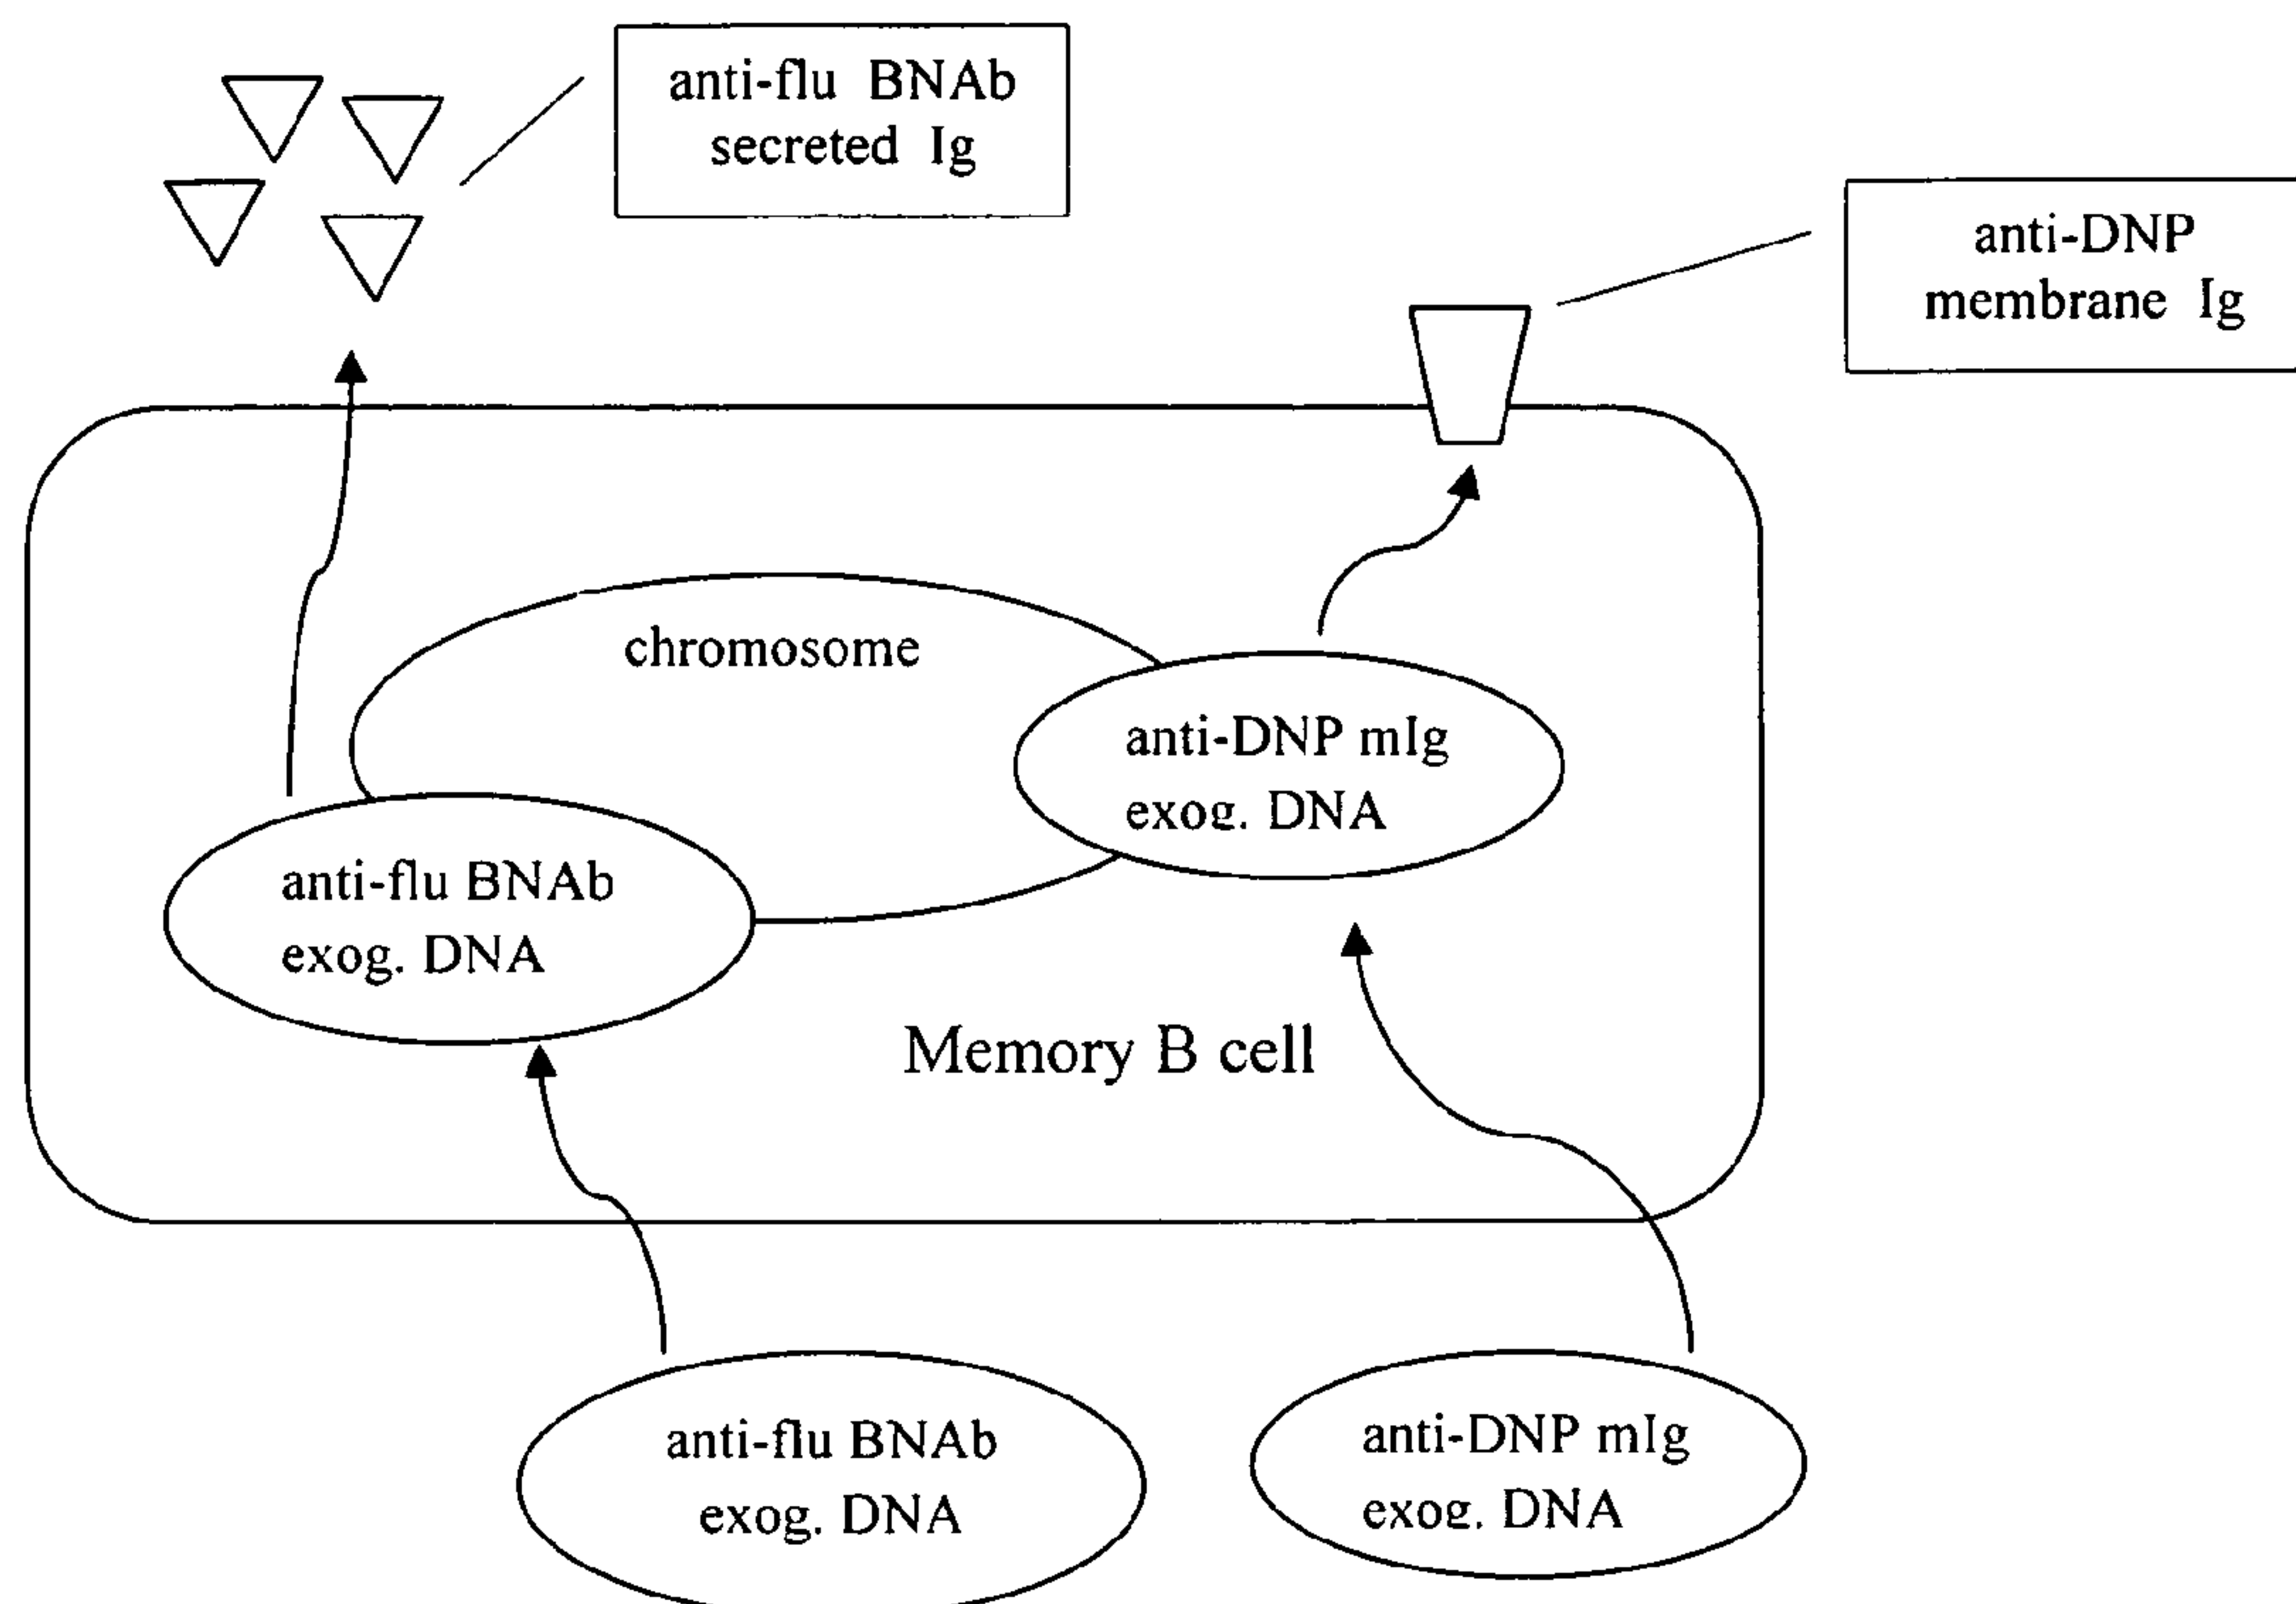 anti-flu BNAb
secreted Ig
anti-DNP
membrane Ig
chromosome
anti-DNP mIg
exog. DNA
anti-flu BNAb
exog. DNA
Memory B cell
anti-flu BNAb
exog. DNA
anti-DNP mIg
exog. DNA